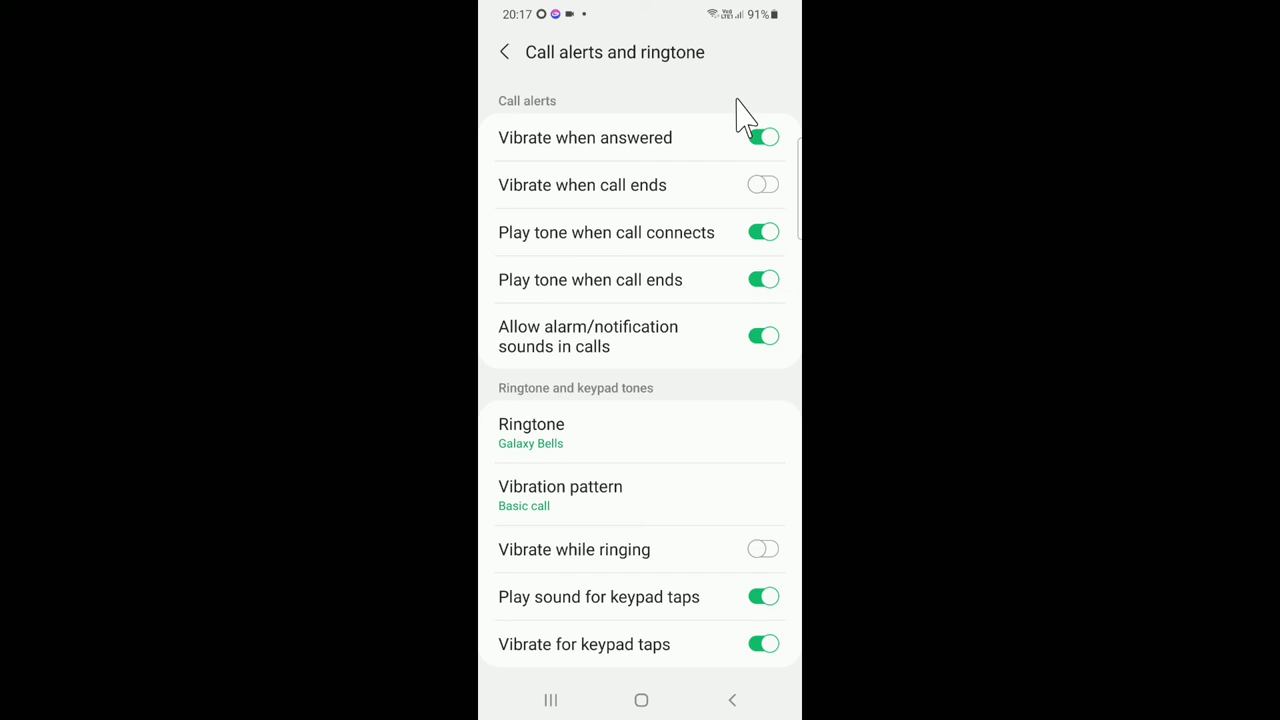 20:17 91%
Call alerts and ringtone
Call alerts
Vibrate when answered
Vibrate when call ends
Play tone when call connects
Play tone when call ends
Allow alarm/notification
sounds in calls
Ringtone and keypad tones
Ringtone
Galaxy Bells
Vibration pattern
Basic call
Vibrate while ringing
Play sound for keypad taps
Vibrate for keypad taps